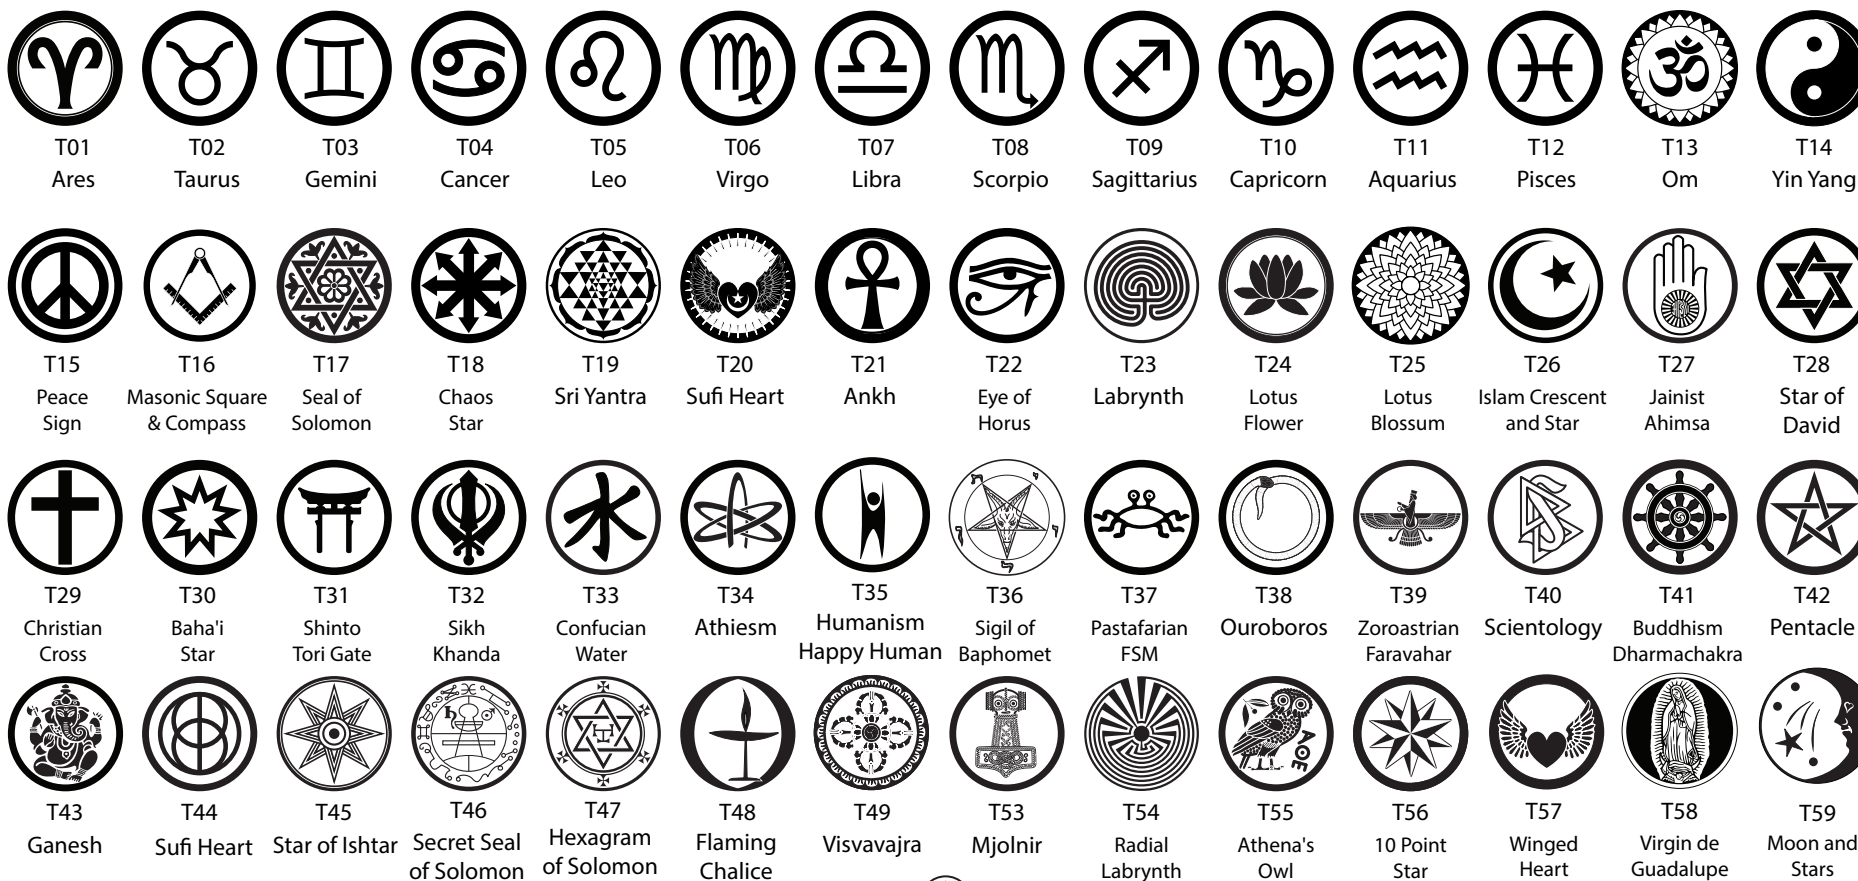 T01 T02 T03 T04 T05 T06 T07 T08 T09 T10 T11 T12 T13 T14
Ares Taurus Gemini Cancer Leo Virgo Libra Scorpio Sagittarius Capricorn Aquarius Pisces Om Yin Yang
T15 T16 T17 T18 T19 T20 T21 T22 T23 T24 T25 T26 T27 T28
Peace Masonic Square Seal of Chaos Sri Yantra Sufi Heart Ankh Eye of Labrynth Lotus Lotus Islam Crescent Jainist Star of
Sign & Compass Solomon Star Horus Flower Blossum and Star Ahimsa David
T29 T30 T31 T32 T33 T34 T35 T36 T37 T38 T39 T40 T41 T42
Christian Baha'i Shinto Sikh Confucian Athiesm Humanism Sigil of Pastafarian Ouroboros Zoroastrian Scientology Buddhism Pentacle
Cross Star Tori Gate Khanda Water Happy Human Baphomet FSM Faravahar Dharmachakra
ΑΘΕ
T43 T44 T45 T46 T47 T48 T49 T53 T54 T55 T56 T57 T58 T59
Ganesh Sufi Heart Star of Ishtar Secret Seal Hexagram Flaming Visvavajra Mjolnir Radial Athena's 10 Point Winged Virgin de Moon and
of Solomon of Solomon Chalice Labrynth Owl Star Heart Guadalupe Stars